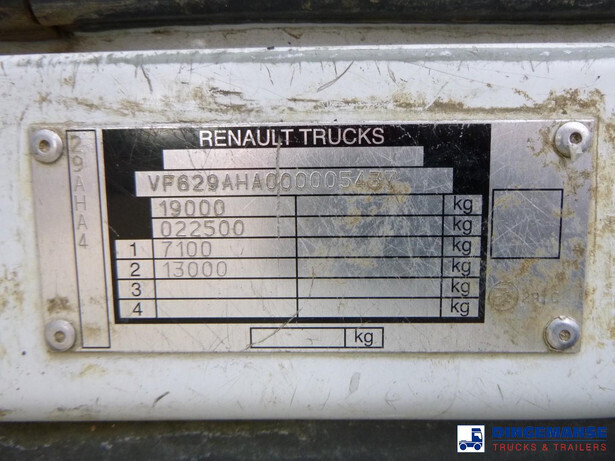 RENAULT TRUCKS
19000 kg
022500 kg
1 7100 kg
2 13000 kg
3 kg
4 kg
kg
29AHA4
TRUCKS & TRAILERS